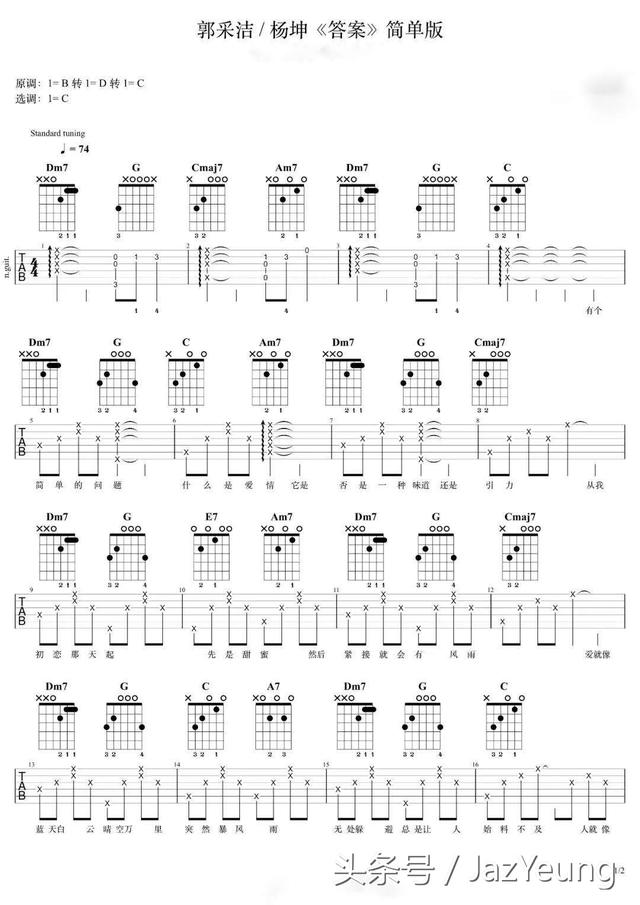 郭采洁 / 杨坤《答案》简单版
原调：1= B 转 1= D 转 1= C
选调：1= C
Standard tuning
♩ = 74
Dm7 G Cmaj7 Am7 Dm7 G C
有个
Dm7 G C Am7 Dm7 G Cmaj7
简单的问题 什么是爱情 它是 否是一种味道 还是 引力 从我
Dm7 G E7 Am7 Dm7 G Cmaj7
初恋那天起 先是甜蜜 然后 紧接就会有风雨 爱就像
Dm7 G C A7 Dm7 G C
蓝天白云晴空万里 突然暴风雨 无处躲避总是让人 始料不及 人就像
头条号 / JazYeung
1/2